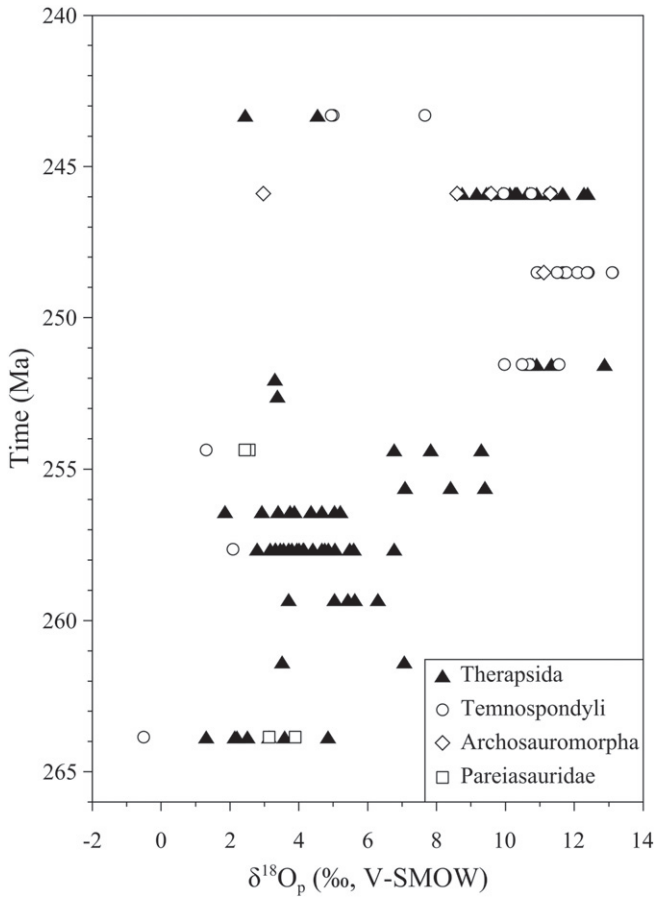 240
245
250
255
260
265
Time (Ma)
-2 0 2 4 6 8 10 12 14
δ¹⁸Oₚ (‰, V-SMOW)
Therapsida
Temnospondyli
Archosauromorpha
Pareiasauridae